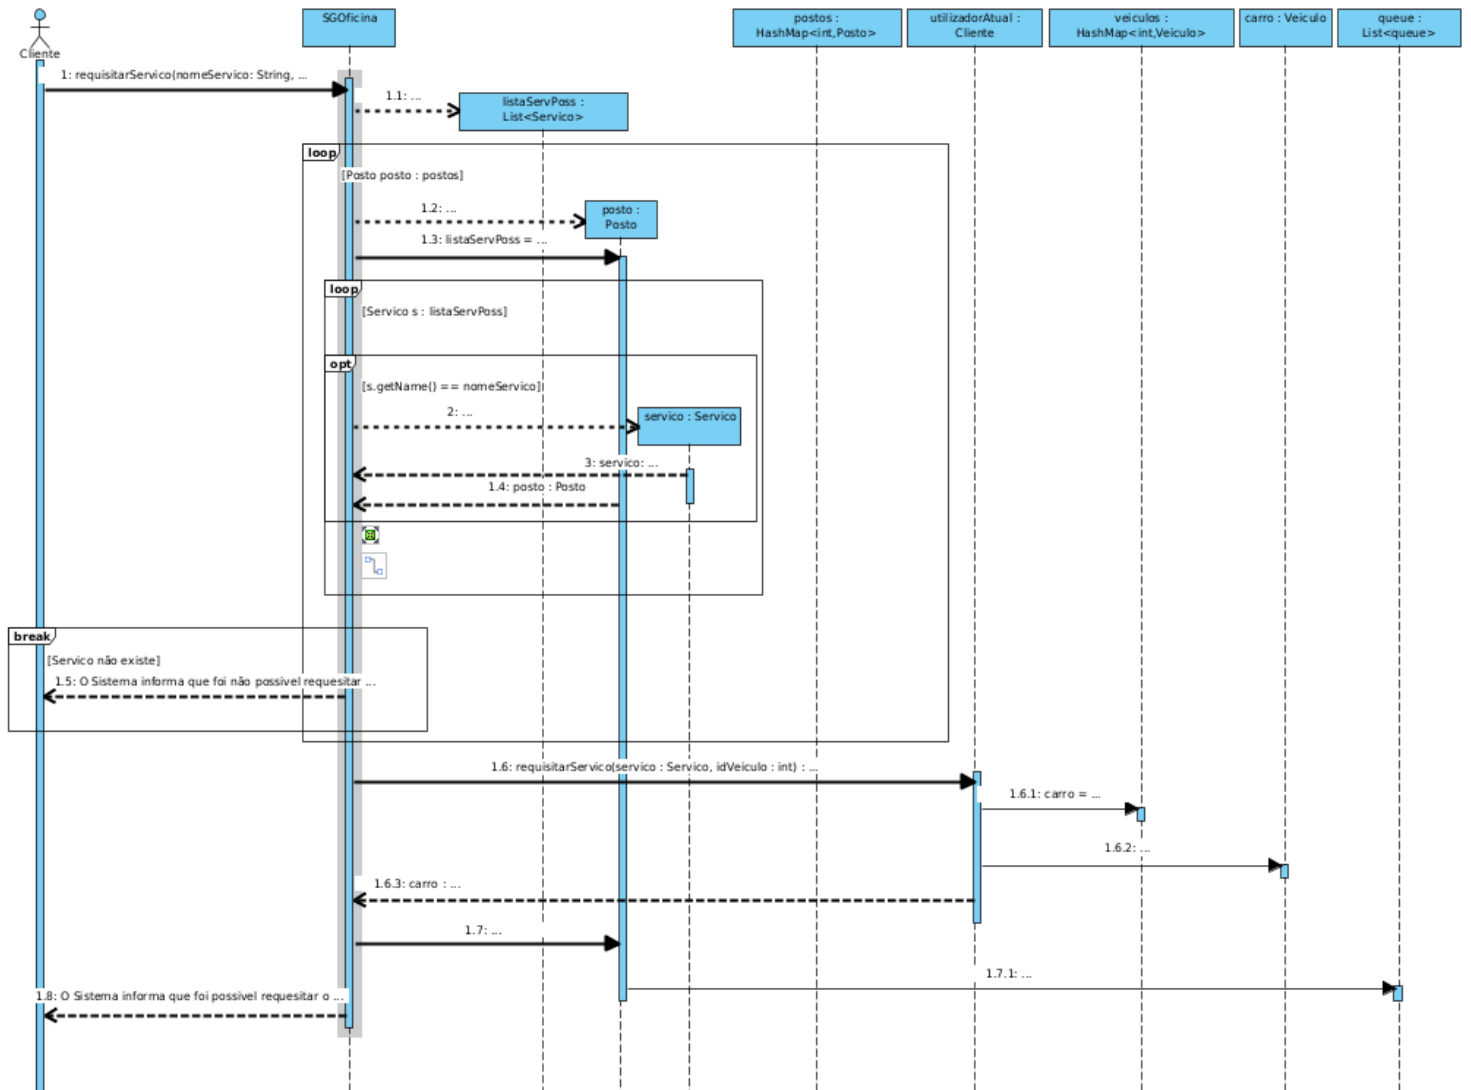 Cliente
SGOficina
postos :
HashMap<int,Posto>
utilizadorAtual :
Cliente
veiculos :
HashMap<int,Veiculo>
carro : Veiculo
queue :
List<queue>
1: requisitarServico(nomeServico: String, ...
1.1: ...
listaServPoss :
List<Servico>
loop
[Posto posto : postos]
1.2: ...
posto :
Posto
1.3: listaServPoss = ...
loop
[Servico s : listaServPoss]
opt
[s.getName() == nomeServico]
2: ...
servico : Servico
3: servico: ...
1.4: posto : Posto
break
[Servico não existe]
1.5: O Sistema informa que foi não possivel requesitar ...
1.6: requisitarServico(servico : Servico, idVeiculo : int) : ...
1.6.1: carro = ...
1.6.2: ...
1.6.3: carro : ...
1.7: ...
1.7.1: ...
1.8: O Sistema informa que foi possivel requesitar o ...